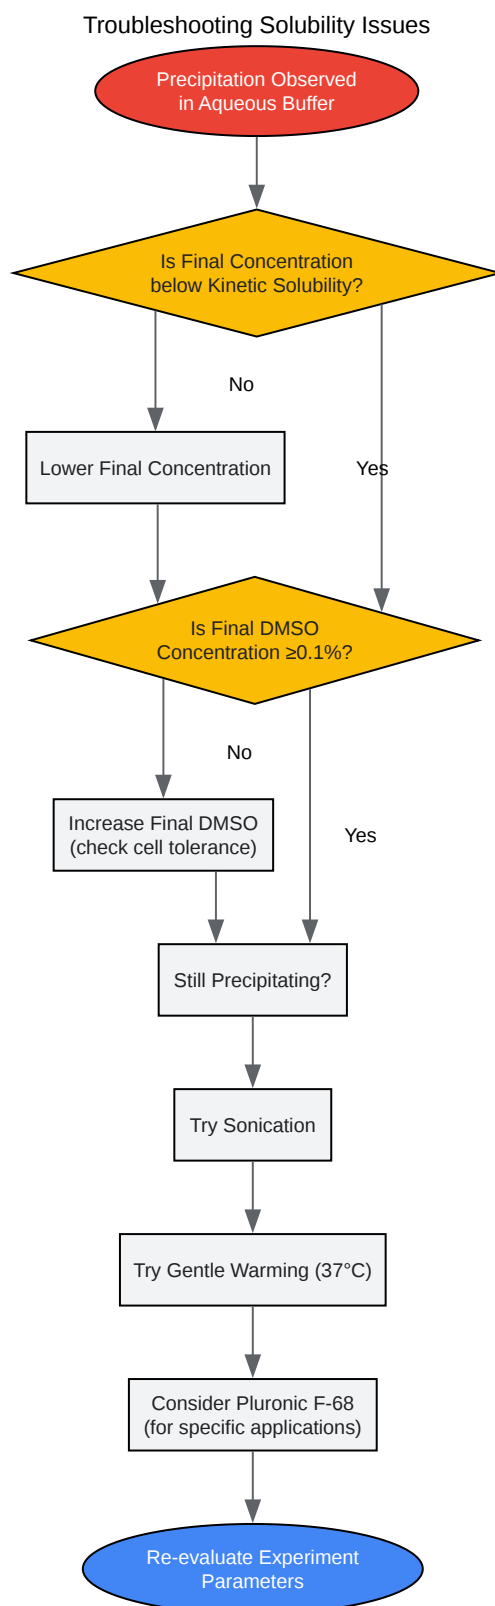 Troubleshooting Solubility Issues
Precipitation Observed
in Aqueous Buffer
Is Final Concentration
below Kinetic Solubility?
No
Lower Final Concentration
Yes
Is Final DMSO
Concentration ≥0.1%?
No
Increase Final DMSO
(check cell tolerance)
Yes
Still Precipitating?
Try Sonication
Try Gentle Warming (37°C)
Consider Pluronic F-68
(for specific applications)
Re-evaluate Experiment
Parameters